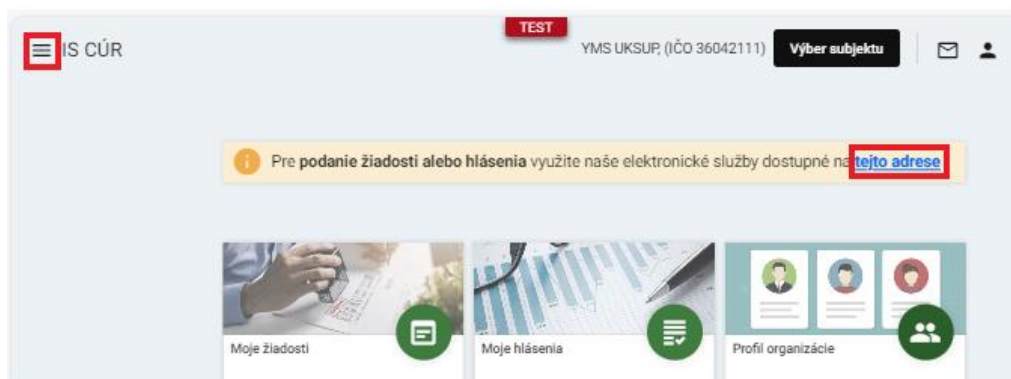 TEST
IS CÚR
YMS UKSUP, (IČO 36042111)
Výber subjektu
Pre podanie žiadosti alebo hlásenia využite naše elektronické služby dostupné na tejto adrese
Moje žiadosti
Moje hlásenia
Profil organizácie